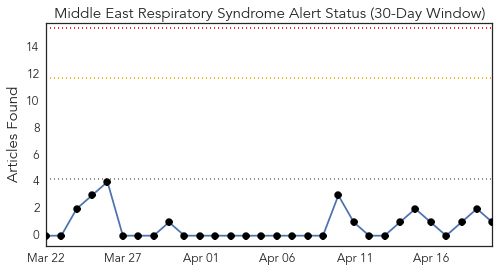 Middle East Respiratory Syndrome Alert Status (30-Day Window)
Articles Found
14
12
10
8
6
4
2
0
Mar 22 Mar 27 Apr 01 Apr 06 Apr 11 Apr 16